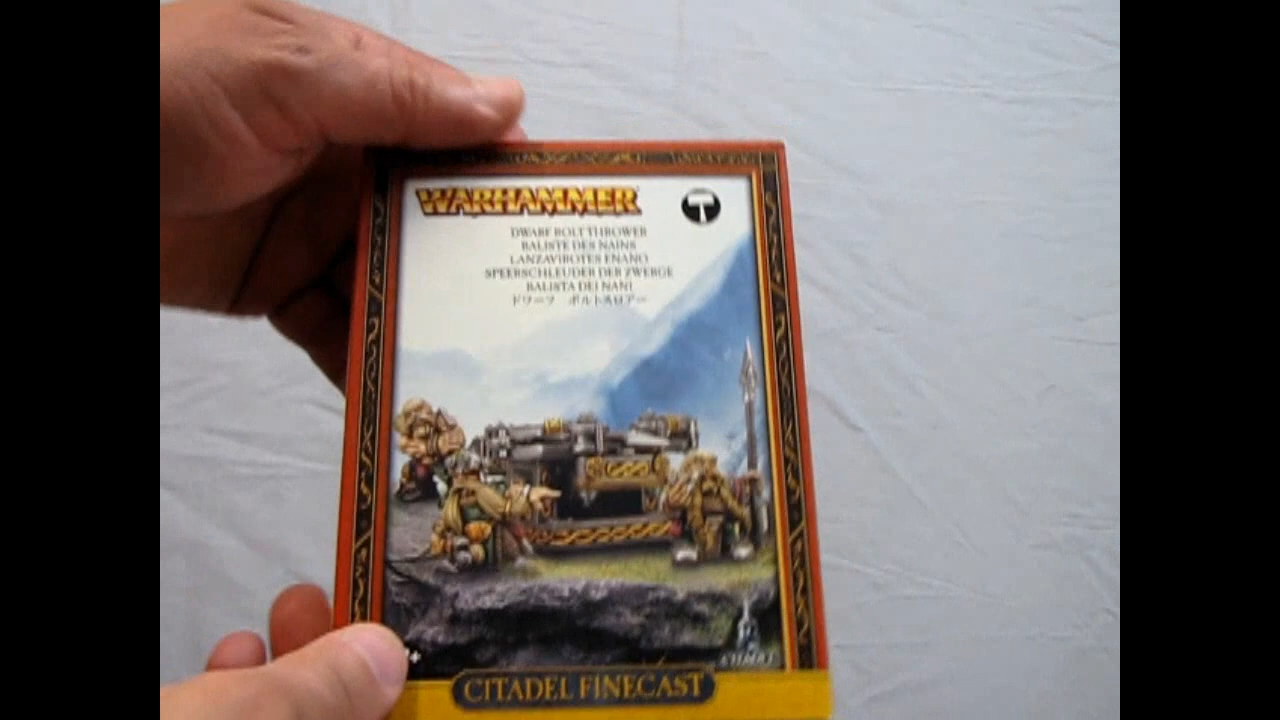 WARHAMMER
DWARF BOLT THROWER
BALISTE DES NAINS
LANZAVIROTES ENANO
SPEERSCHLEUDER DER ZWERGE
BALISTA DEI NANI
ドワーフ ボルトスロアー
CITADEL
CITADEL FINECAST